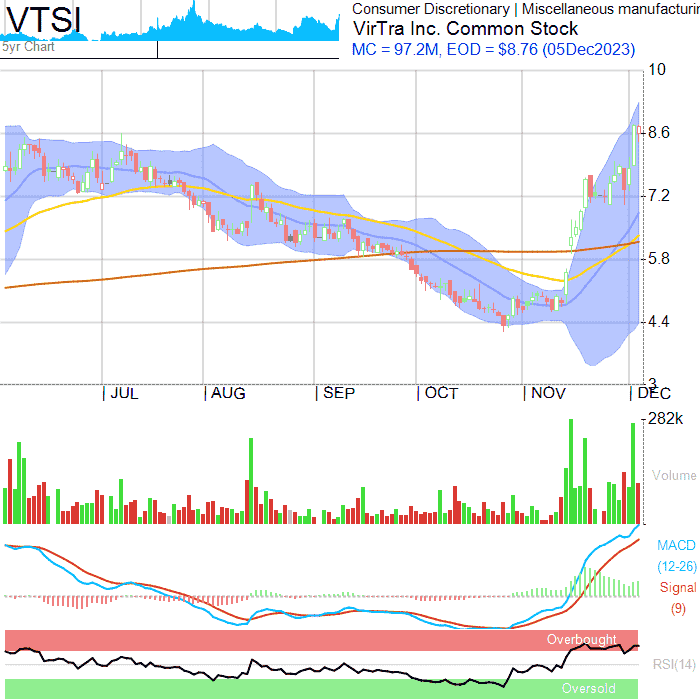 VTSI
5yr Chart
Consumer Discretionary | Miscellaneous manufacturin
VirTra Inc. Common Stock
MC = 97.2M, EOD = $8.76 (05Dec2023)
10
8.6
7.2
5.8
4.4
3
JUL AUG SEP OCT NOV DEC
282k
Volume
MACD
(12-26)
Signal
(9)
Overbought
RSI(14)
Oversold